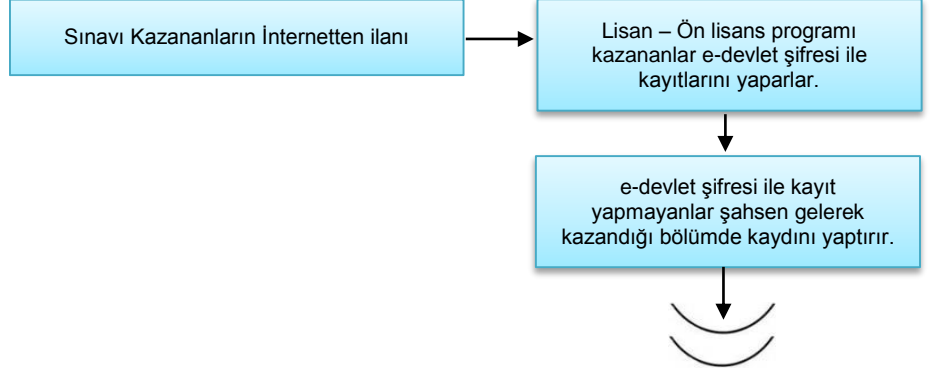 Sınavı Kazananların İnternetten ilanı
Lisan – Ön lisans programı
kazananlar e-devlet şifresi ile
kayıtlarını yaparlar.
e-devlet şifresi ile kayıt
yapmayanlar şahsen gelerek
kazandığı bölümde kaydını yaptırır.